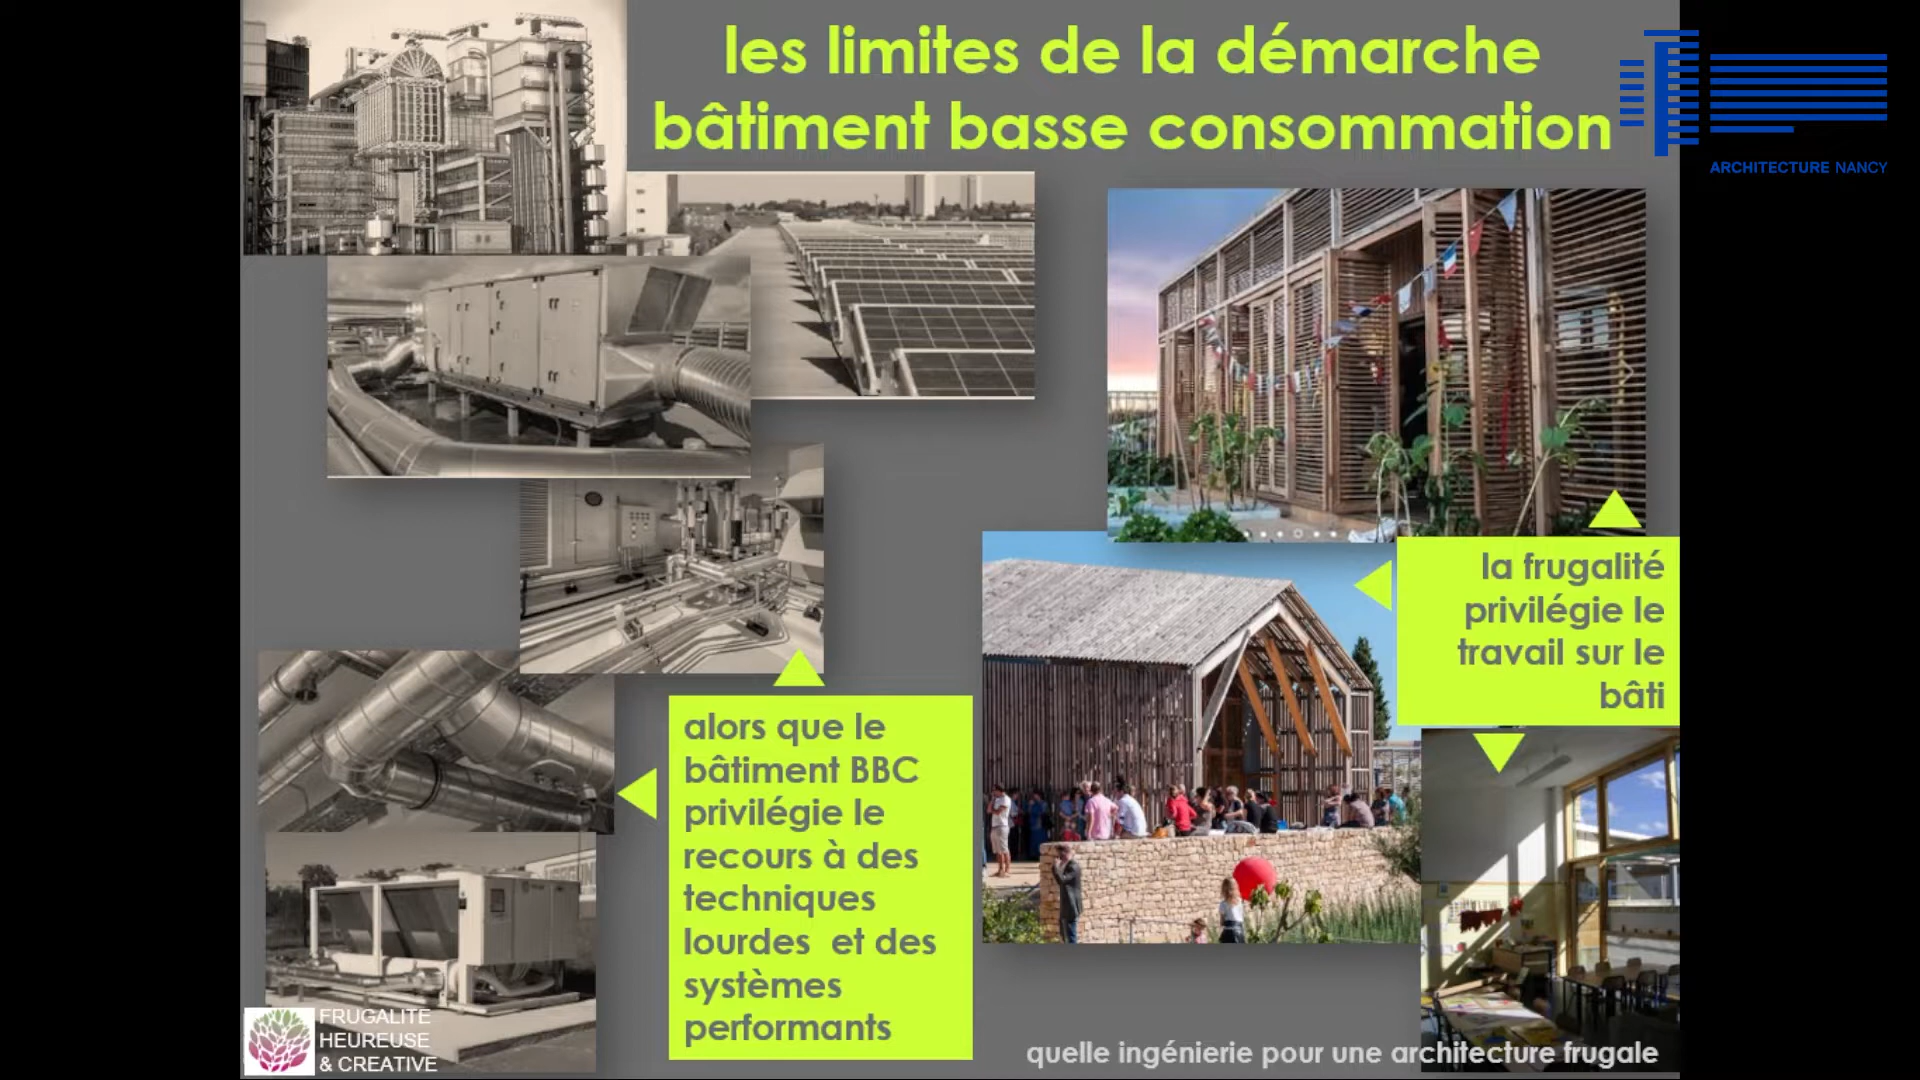 les limites de la démarche
bâtiment basse consommation
ARCHITECTURE NANCY
la frugalité
privilégie le
travail sur le
bâti
alors que le
bâtiment BBC
privilégie le
recours à des
techniques
lourdes et des
systèmes
performants
FRUGALITE
HEUREUSE
& CREATIVE
quelle ingénierie pour une architecture frugale